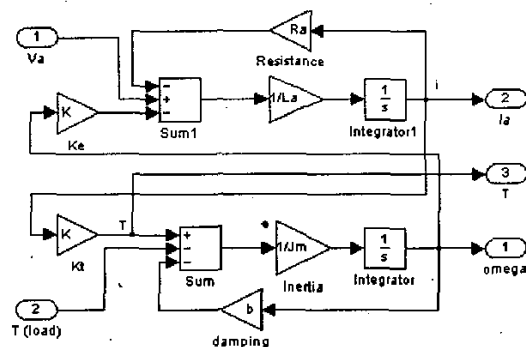 Ra
1
Resistance
i
Va
-
+
-
1/La
1
s
2
K
Sum1
Integrator1
Ia
Ke
3
T
T
K
+
-
-
1/Jm
1
s
1
Kt
Sum
Inertia
Integrator
omega
2
b
T (load)
damping